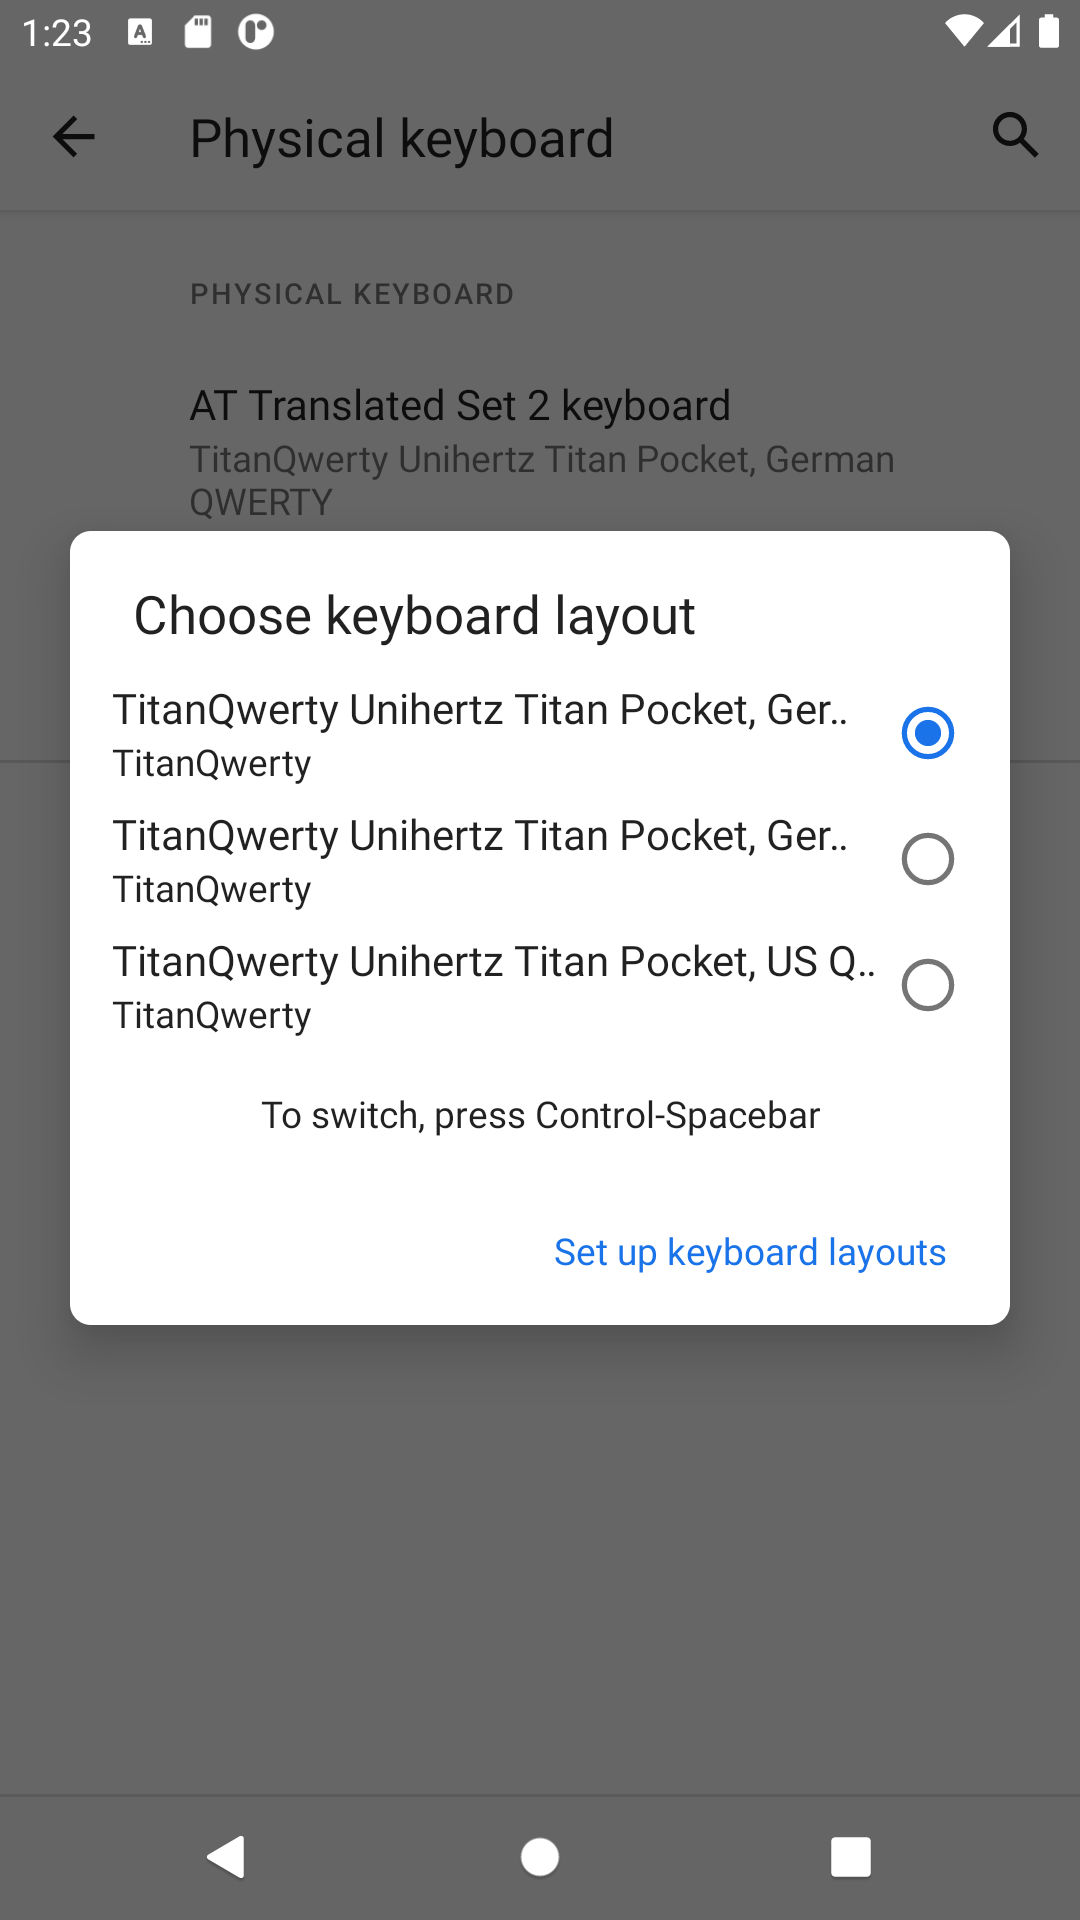 1:23
Physical keyboard
PHYSICAL KEYBOARD
AT Translated Set 2 keyboard
TitanQwerty Unihertz Titan Pocket, German
QWERTY
Choose keyboard layout
TitanQwerty Unihertz Titan Pocket, Ger..
TitanQwerty
TitanQwerty Unihertz Titan Pocket, Ger..
TitanQwerty
TitanQwerty Unihertz Titan Pocket, US Q..
TitanQwerty
To switch, press Control-Spacebar
Set up keyboard layouts